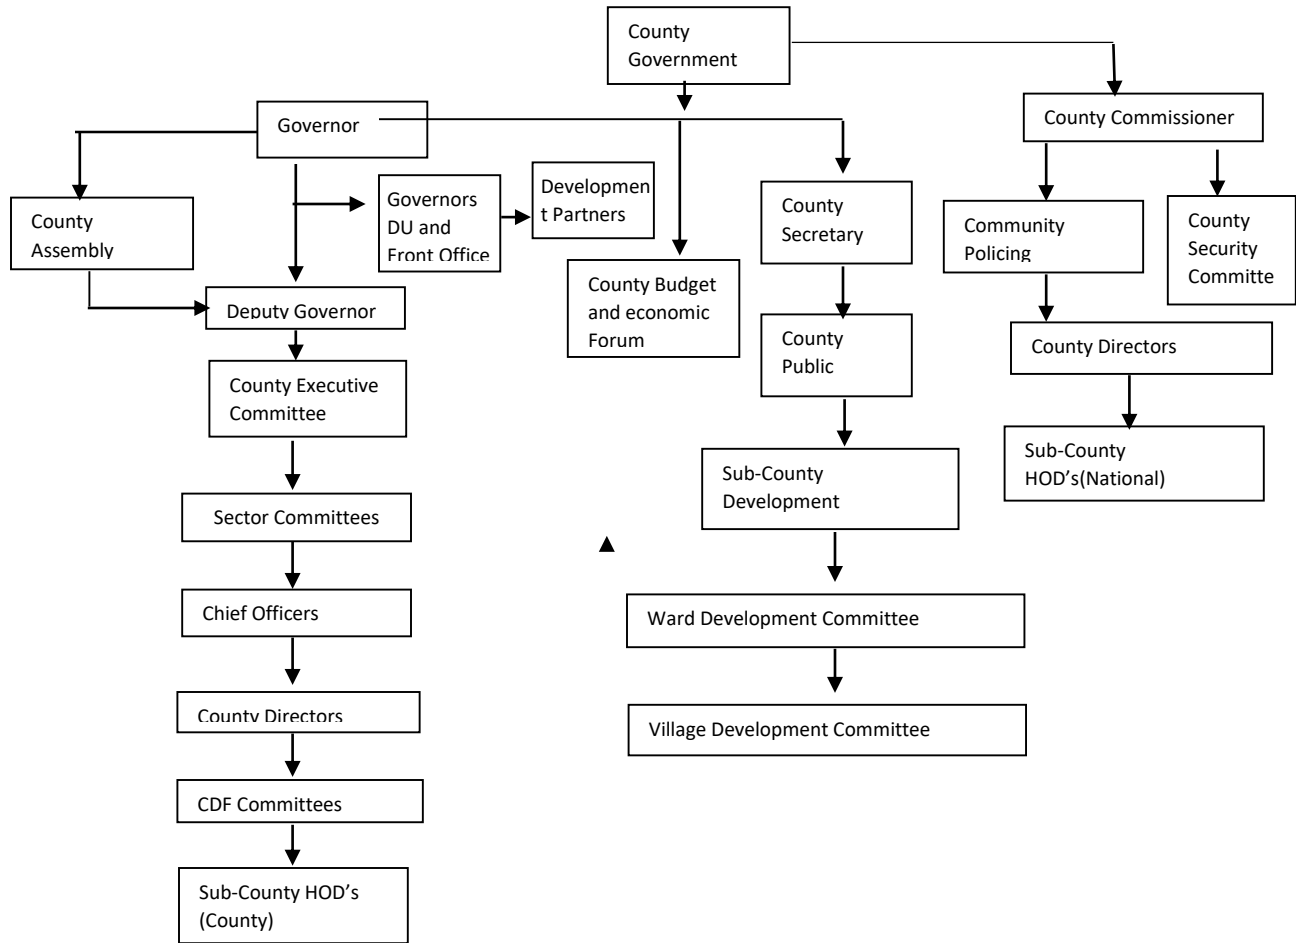 County
Government
Governor
County Commissioner
Developmen
t Partners
Governors
DU and
Front Office
County
Assembly
County
Secretary
Community
Policing
County
Security
Committe
County Budget
and economic
Forum
Deputy Governor
County
Public
County Directors
County Executive
Committee
Sub-County
HOD's(National)
Sub-County
Development
Sector Committees
Chief Officers
Ward Development Committee
County Directors
Village Development Committee
CDF Committees
Sub-County HOD's
(County)